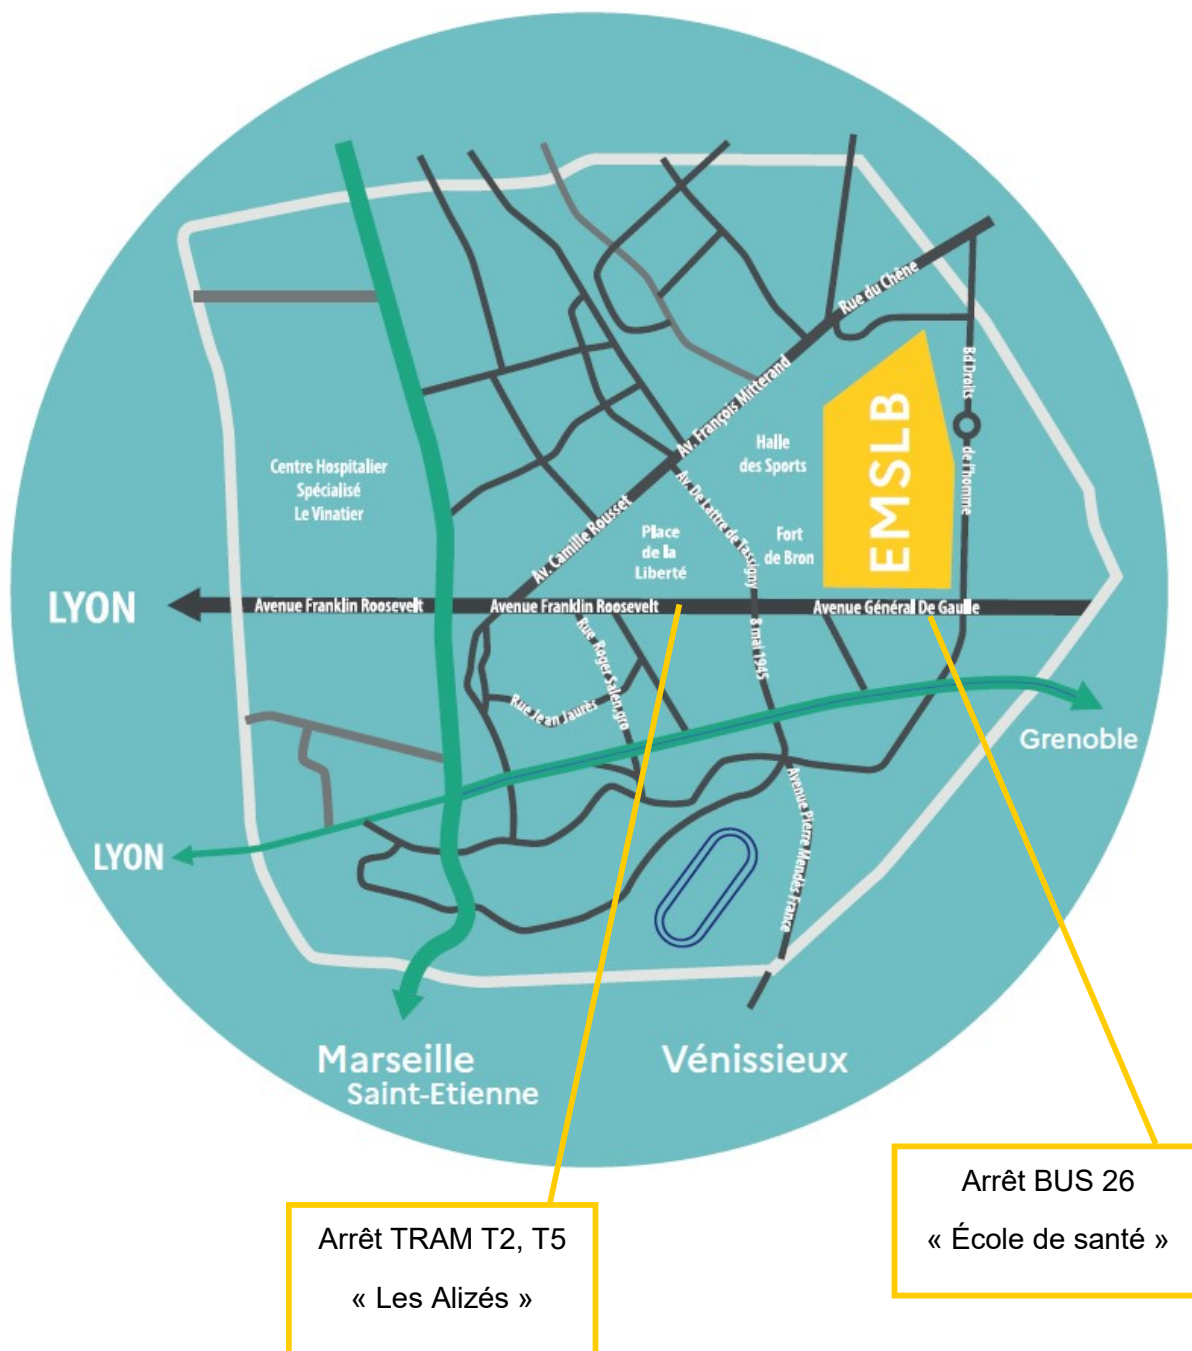 Rue du Chêne
Av. François Mitterand
Bd Droits
de l'homme
EMSLB
Halle
des Sports
Centre Hospitalier
Spécialisé
Le Vinatier
Av. Camille Rousset
Av. De Lattre de Tassigny
Place
de la
Liberté
Fort
de Bron
LYON
Avenue Franklin Roosevelt
Avenue Franklin Roosevelt
Avenue Général De Gaulle
8 mai 1945
Rue Roger Salen,gro
Rue Jean Jaurès
Grenoble
Avenue Pierre Mendès France
LYON
Marseille
Saint-Etienne
Vénissieux
Arrêt BUS 26
« École de santé »
Arrêt TRAM T2, T5
« Les Alizés »